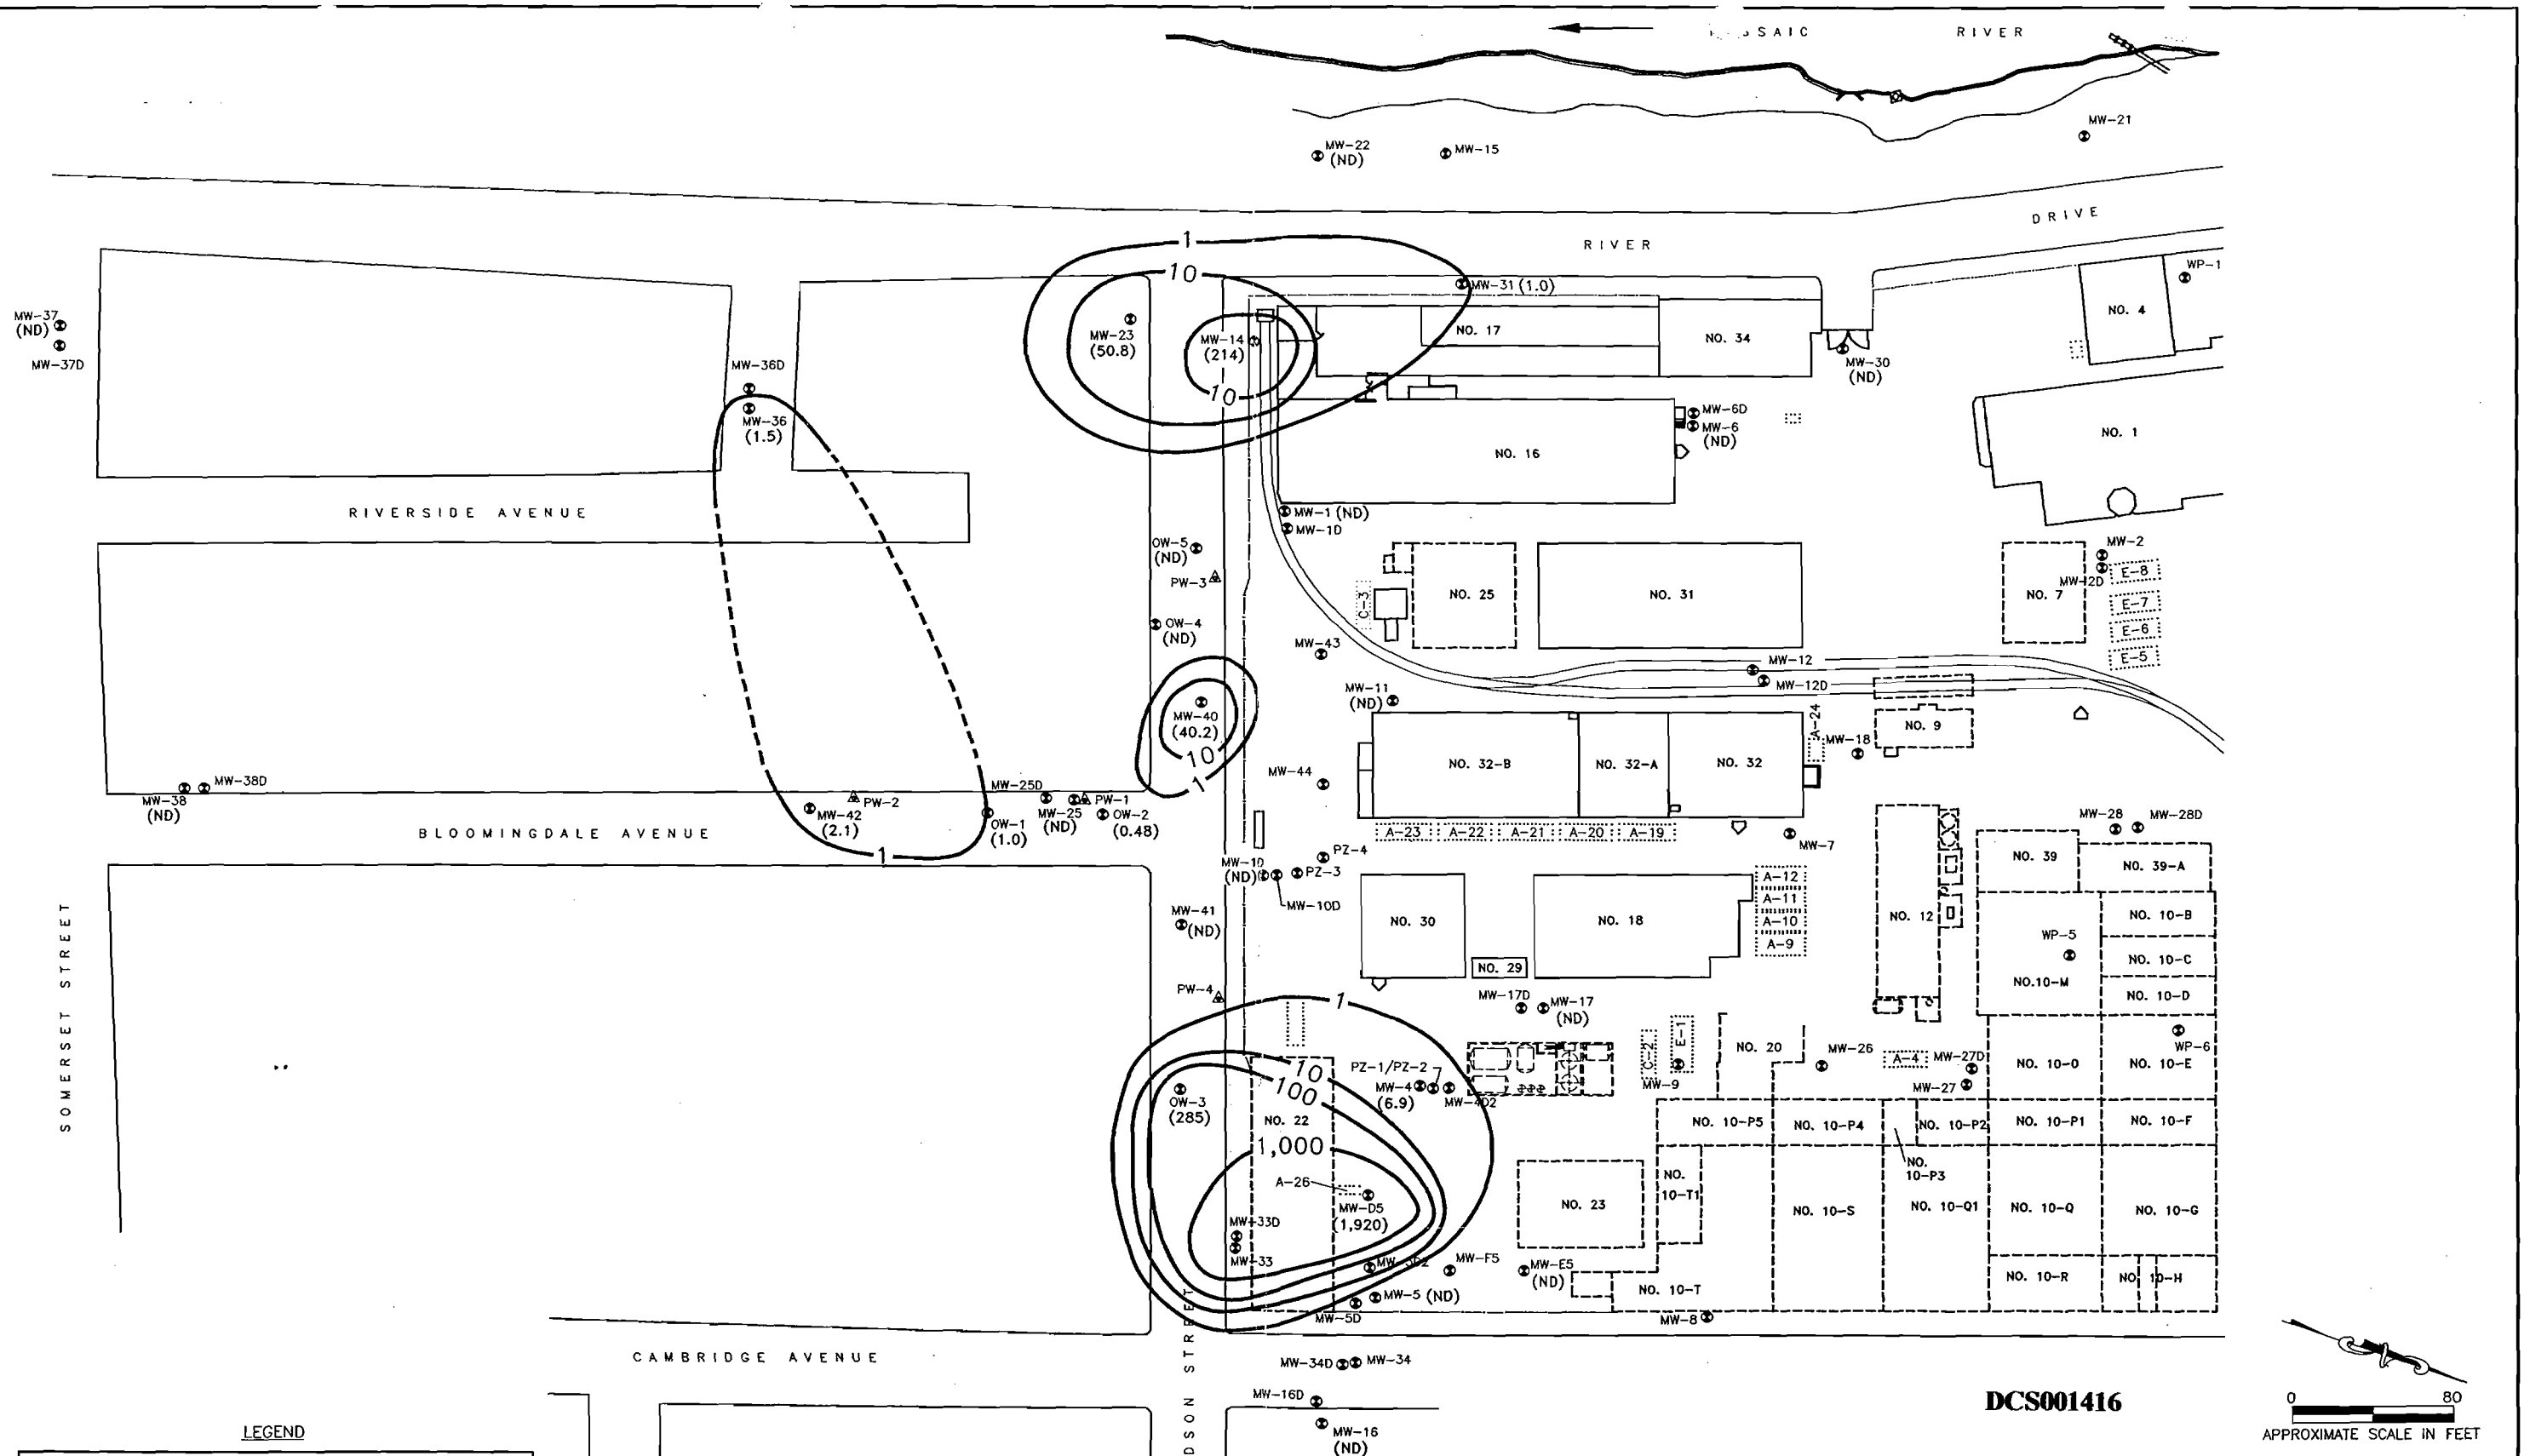 RIVER
MW-21
MW-22
(ND)
MW-15
DRIVE
RIVER
1
10
WP-1
MW-31 (1.0)
NO. 4
MW-37
(ND)
MW-37D
MW-23
(50.8)
MW-14
(214)
10
NO. 17
NO. 34
MW-30
(ND)
MW-36D
MW-36
(1.5)
MW-6D
MW-6
(ND)
NO. 1
NO. 16
RIVERSIDE AVENUE
MW-1 (ND)
MW-1D
OW-5
(ND)
PW-3
MW-2
MW-12D
E-8
E-7
E-6
E-5
C-3
NO. 25
NO. 31
NO. 7
OW-4
(ND)
MW-43
MW-12
MW-12D
MW-11
(ND)
MW-40
(40.2)
10
1
A-24
MW-18
NO. 9
NO. 32-B
NO. 32-A
NO. 32
MW-44
MW-38D
MW-38
(ND)
PW-2
MW-42
(2.1)
MW-25D
MW-25
(ND)
PW-1
OW-2
(0.48)
OW-1
(1.0)
BLOOMINGDALE AVENUE
1
A-23
A-22
A-21
A-20
A-19
MW-7
MW-28
MW-28D
PZ-4
PZ-3
MW-10
(ND)
MW-10D
NO. 39
NO. 39-A
A-12
A-11
A-10
A-9
NO. 30
NO. 18
NO. 12
NO. 10-B
WP-5
NO. 10-C
NO.10-M
NO. 10-D
MW-41
(ND)
NO. 29
SOMERSET STREET
PW-4
1
MW-17D
MW-17
(ND)
C-2
E-1
NO. 20
MW-26
A-4
MW-27D
MW-27
NO. 10-O
NO. 10-E
WP-6
MW-9
10
100
PZ-1/PZ-2
MW-4
(6.9)
MW-4D2
OW-3
(285)
NO. 22
1,000
NO. 10-P5
NO. 10-P4
NO. 10-P2
NO. 10-P1
NO. 10-F
NO.
10-P3
A-26
MW-D5
(1,920)
NO. 23
NO.
10-T1
NO. 10-S
NO. 10-Q1
NO. 10-Q
NO. 10-G
MW-33D
MW-33
MW-F5
MW-E5
(ND)
MW-5 (ND)
MW-5D
NO. 10-T
NO. 10-R
NO. 10-H
MW-8
CAMBRIDGE AVENUE
STREET
MW-34D
MW-34
MW-16D
MW-16
(ND)
DCS001416
0 80
APPROXIMATE SCALE IN FEET
LEGEND